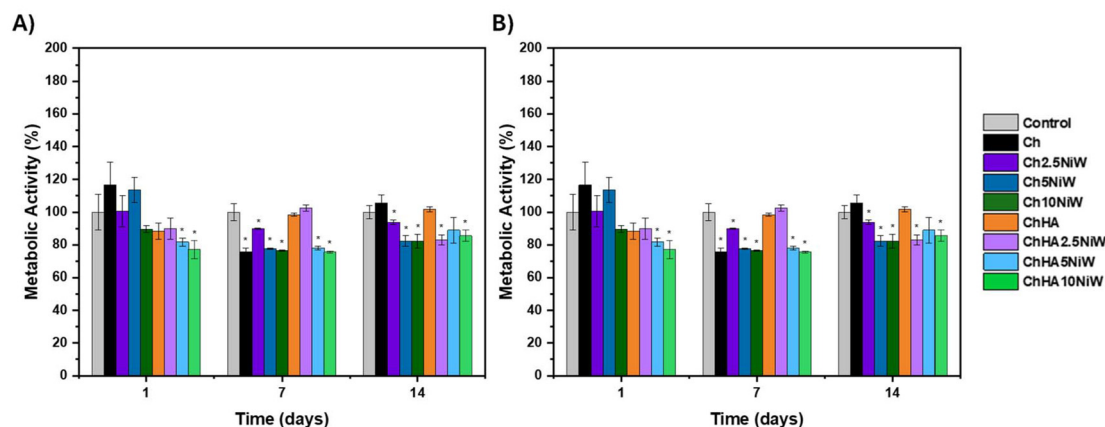 A)
200
180
160
140
120
100
80
60
40
20
0
Metabolic Activity (%)
* * * * * * * * * * * * *
1 7 14
Time (days)
B)
200
180
160
140
120
100
80
60
40
20
0
Metabolic Activity (%)
* * * * * * * * * * * * *
1 7 14
Time (days)
Control
Ch
Ch2.5NiW
Ch5NiW
Ch10NiW
ChHA
ChHA2.5NiW
ChHA5NiW
ChHA10NiW